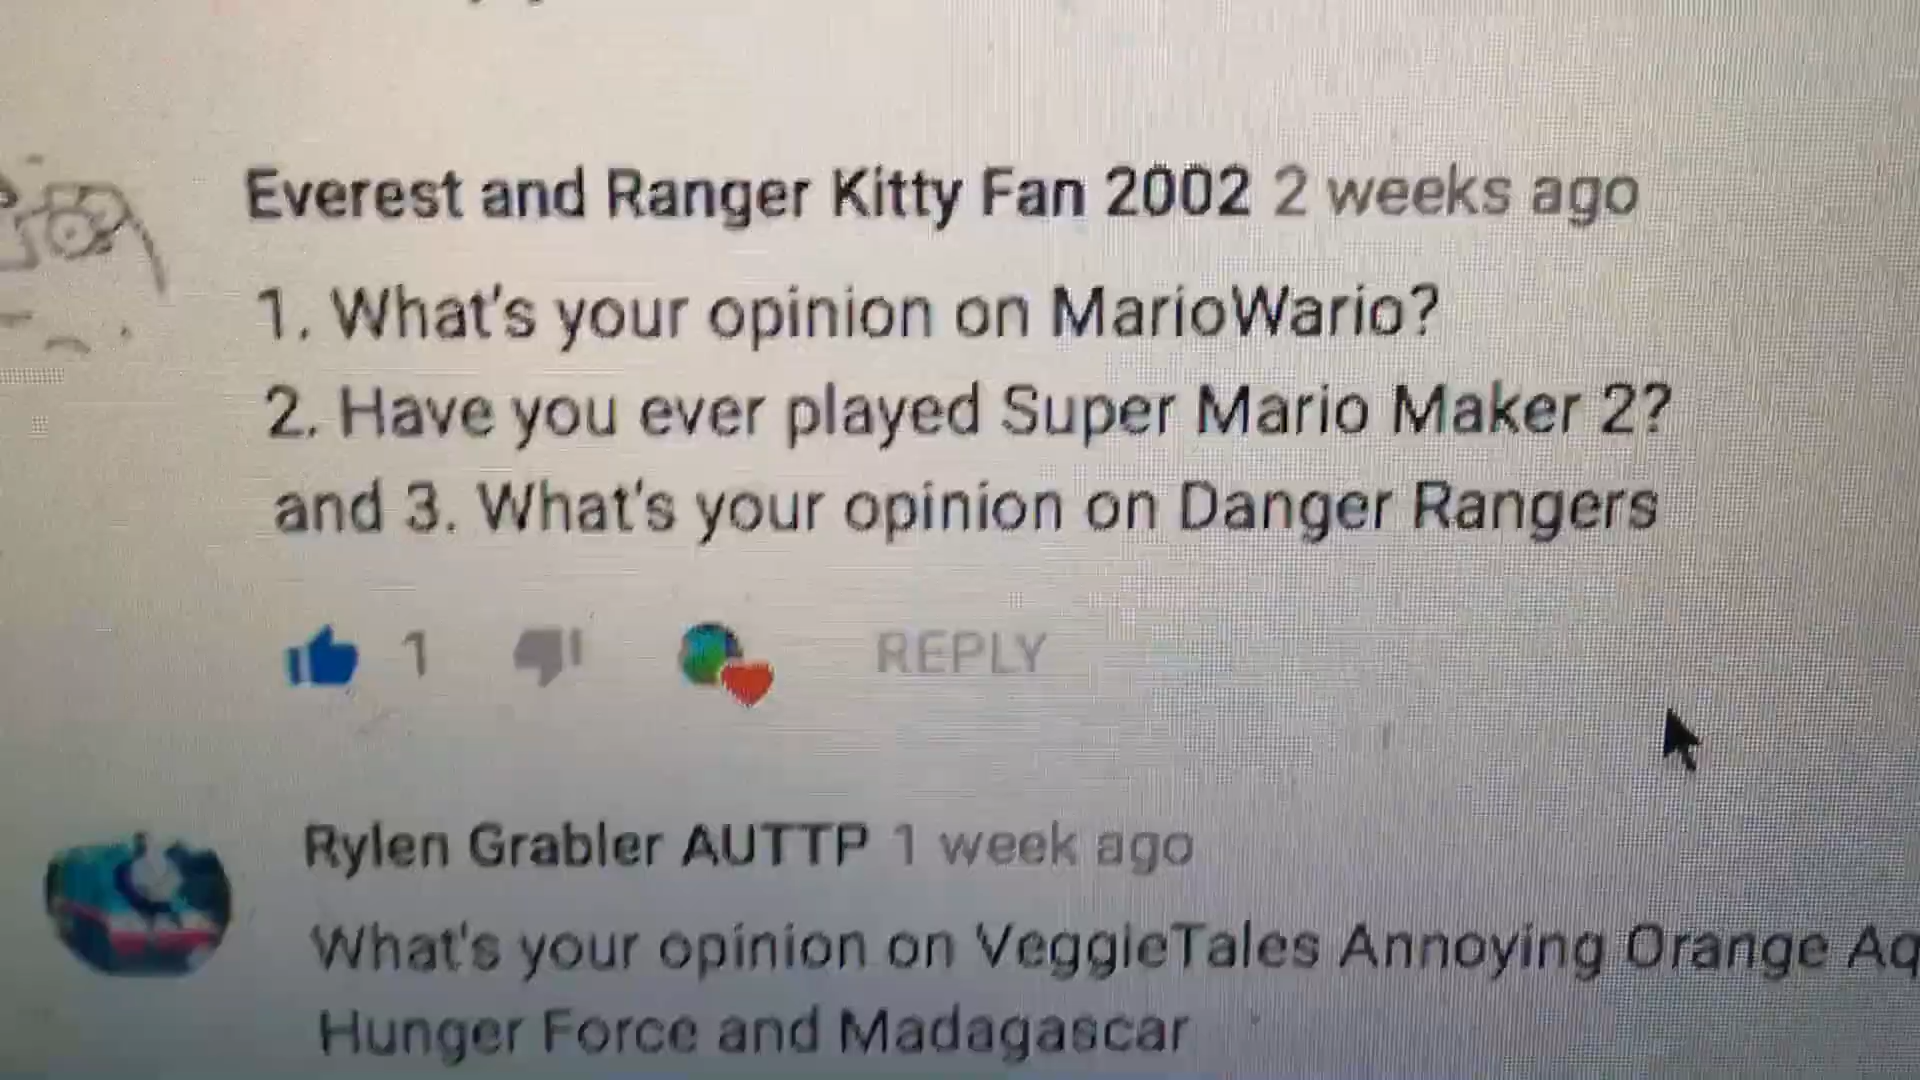 Everest and Ranger Kitty Fan 2002 2 weeks ago
1. What's your opinion on MarioWario?
2. Have you ever played Super Mario Maker 2?
and 3. What's your opinion on Danger Rangers
1 REPLY
Rylen Grabler AUTTP 1 week ago
What's your opinion on VeggieTales Annoying Orange Aq
Hunger Force and Madagascar